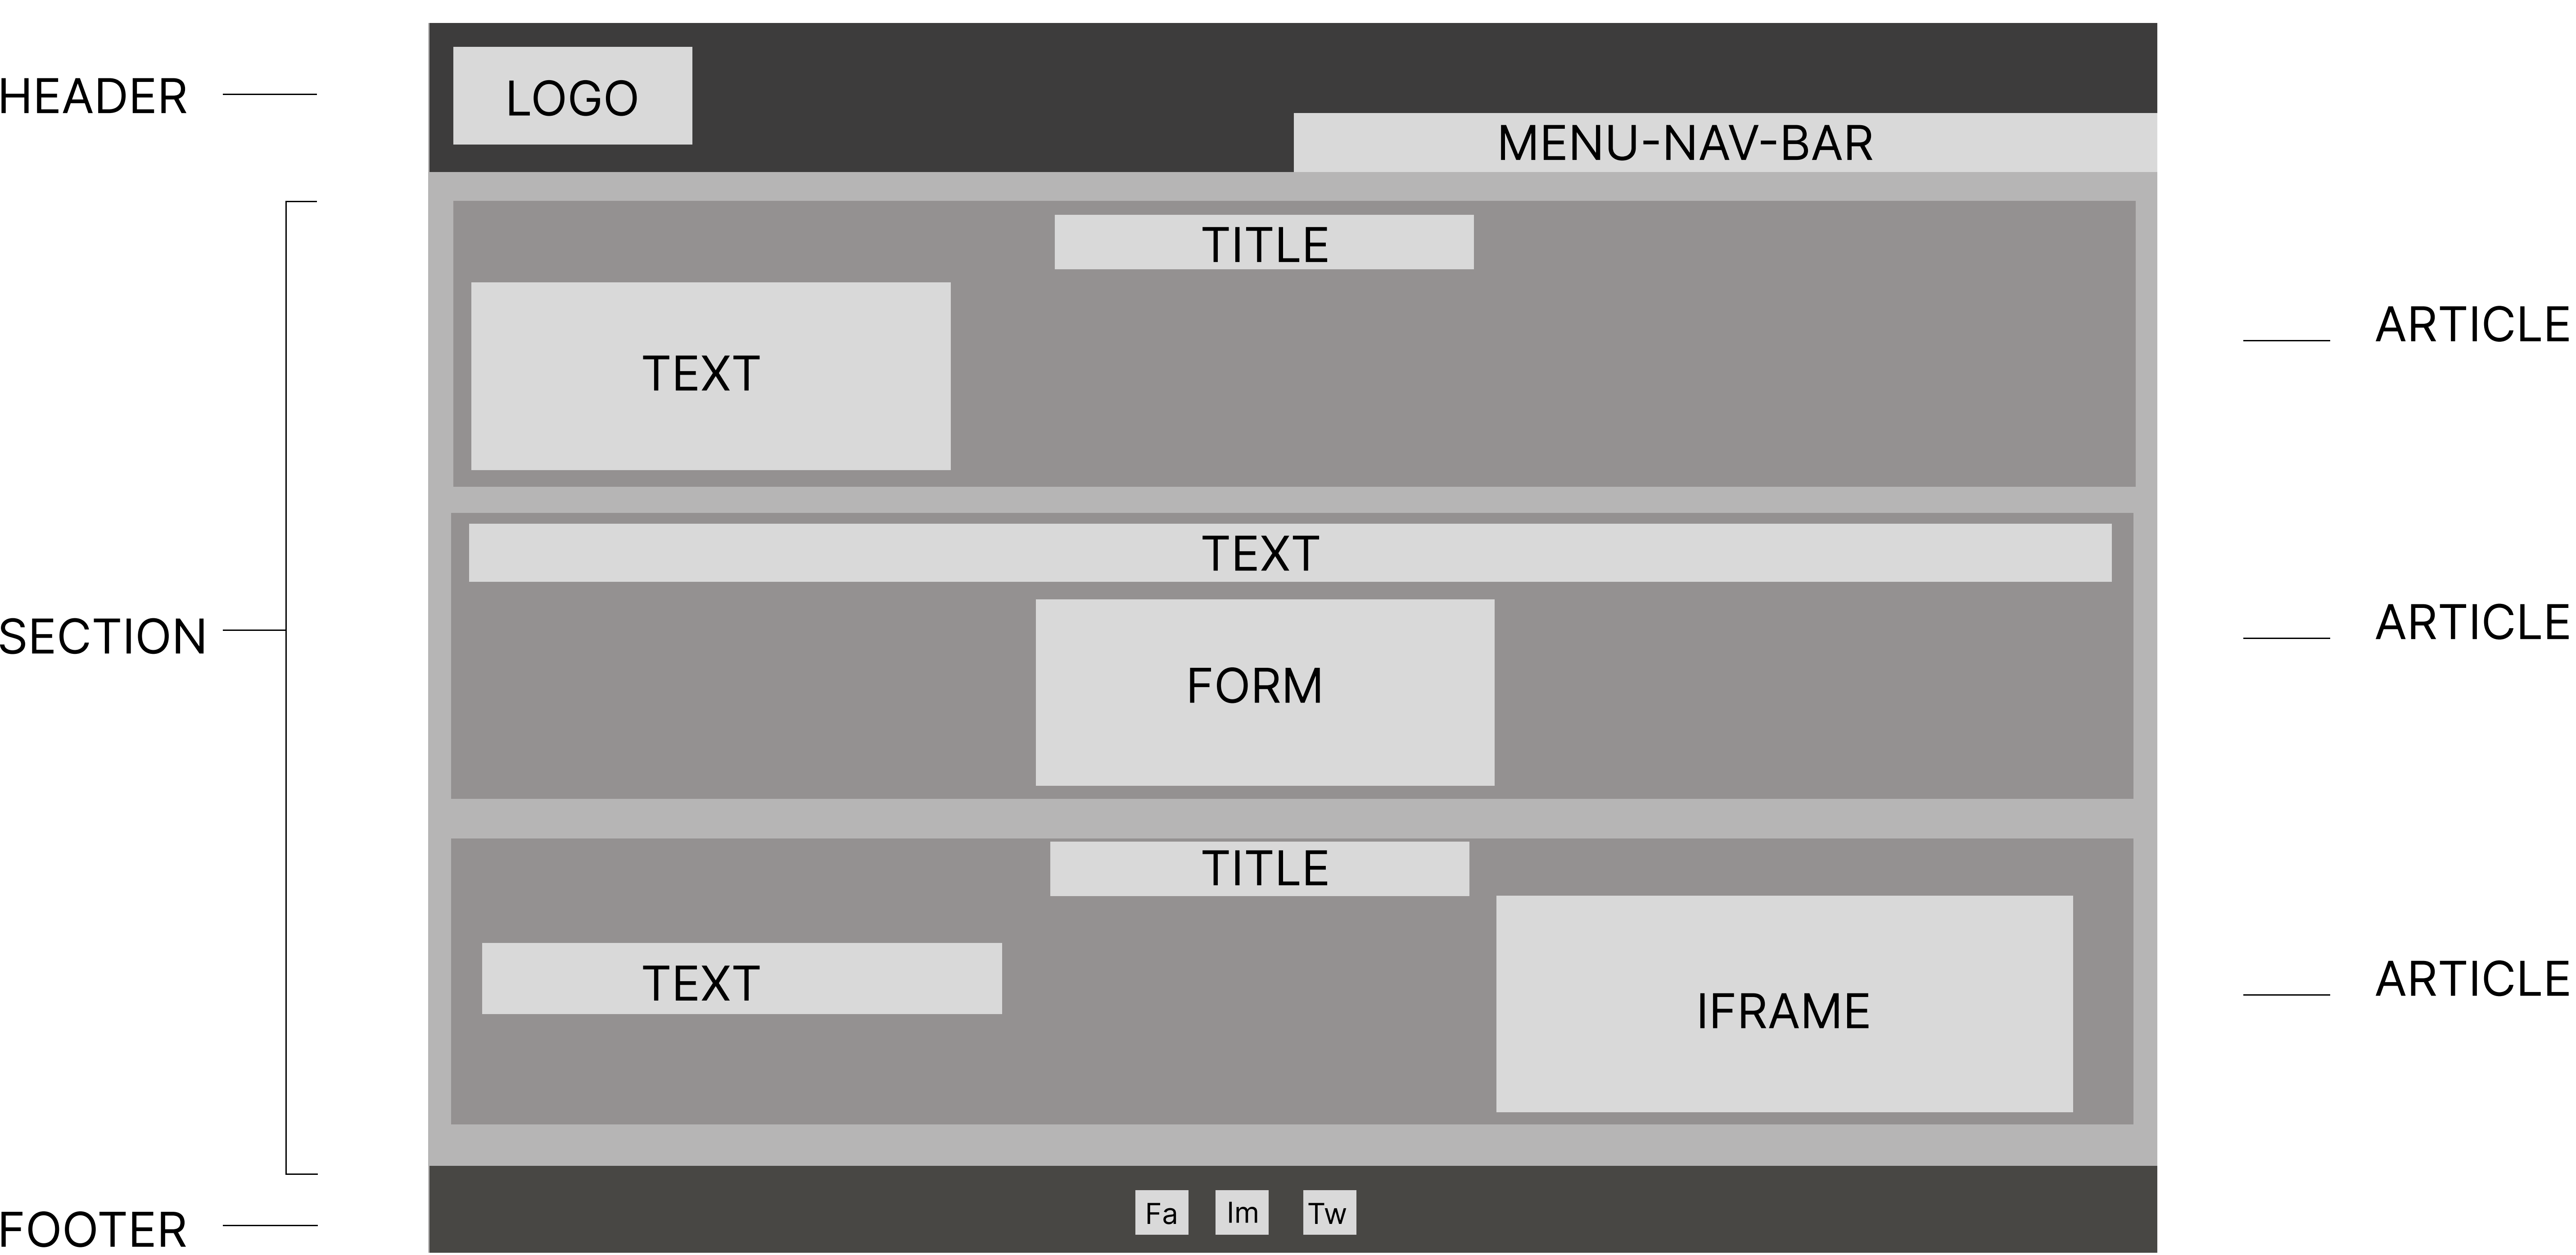 HEADER
LOGO
MENU-NAV-BAR
TITLE
TEXT
ARTICLE
TEXT
FORM
SECTION
ARTICLE
TITLE
TEXT
IFRAME
ARTICLE
FOOTER
Fa
Im
Tw